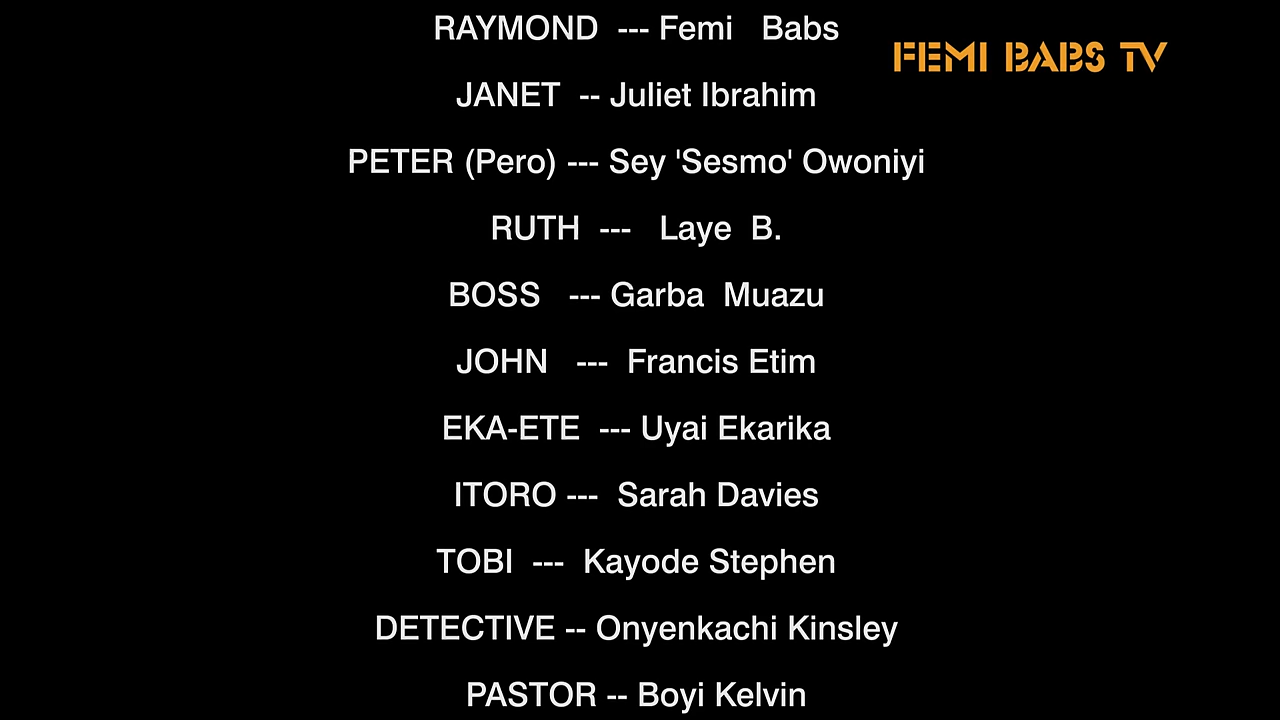 RAYMOND --- Femi Babs
FEMI BABS TV
JANET -- Juliet Ibrahim
PETER (Pero) --- Sey 'Sesmo' Owoniyi
RUTH --- Laye B.
BOSS --- Garba Muazu
JOHN --- Francis Etim
EKA-ETE --- Uyai Ekarika
ITORO --- Sarah Davies
TOBI --- Kayode Stephen
DETECTIVE -- Onyenkachi Kinsley
PASTOR -- Boyi Kelvin